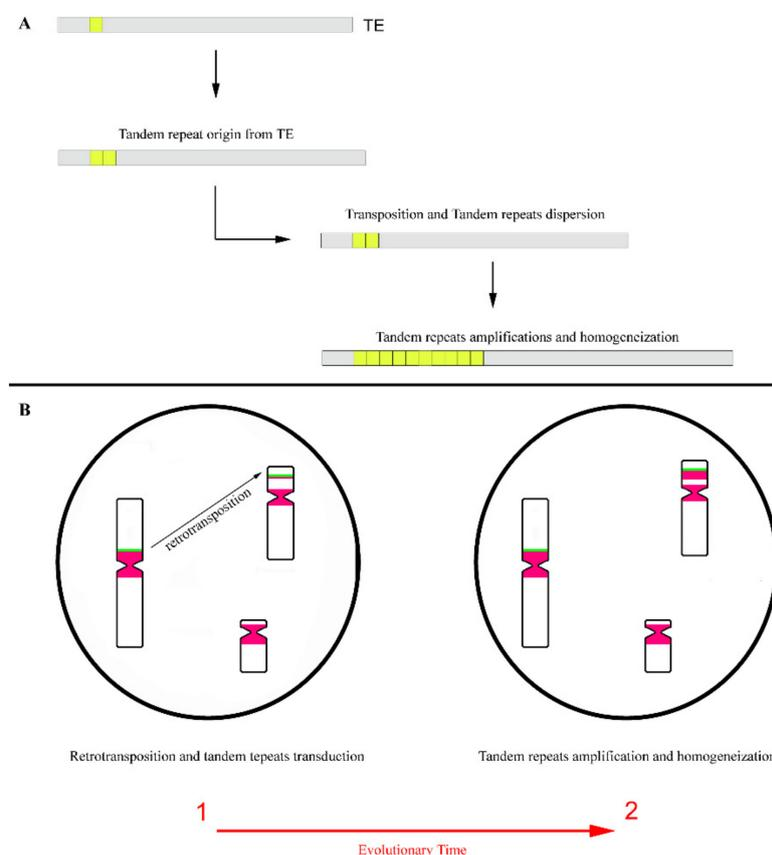 A
TE
Tandem repeat origin from TE
Transposition and Tandem repeats dispersion
Tandem repeats amplifications and homogeneization
B
retrotransposition
Retrotransposition and tandem tepeats transduction
Tandem repeats amplification and homogeneization
1
2
Evolutionary Time